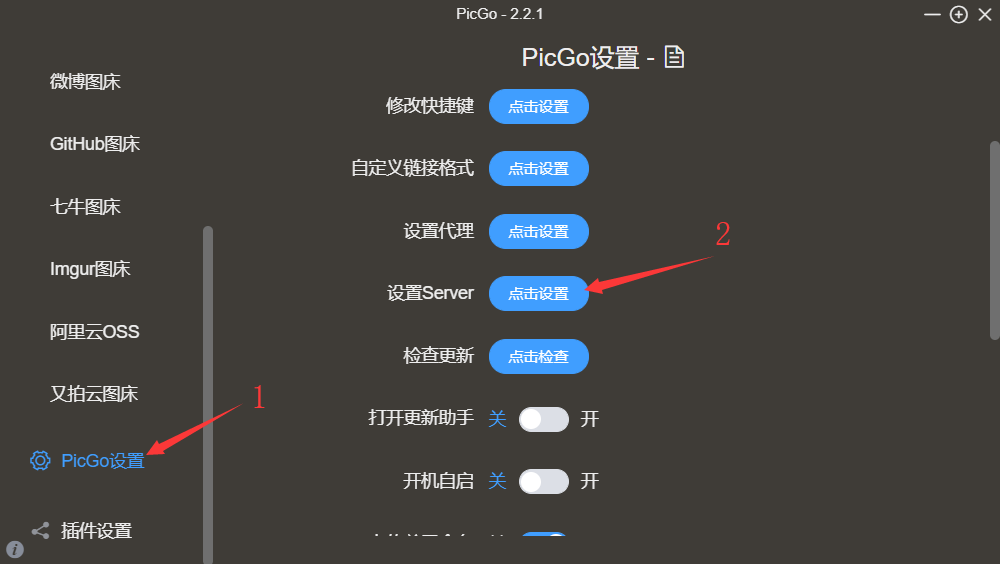 PicGo - 2.2.1
微博图床
GitHub图床
七牛图床
Imgur图床
阿里云OSS
又拍云图床
PicGo设置
插件设置
PicGo设置 -
修改快捷键 点击设置
自定义链接格式 点击设置
设置代理 点击设置
设置Server 点击设置
检查更新 点击检查
打开更新助手 关 开
开机自启 关 开
1
2